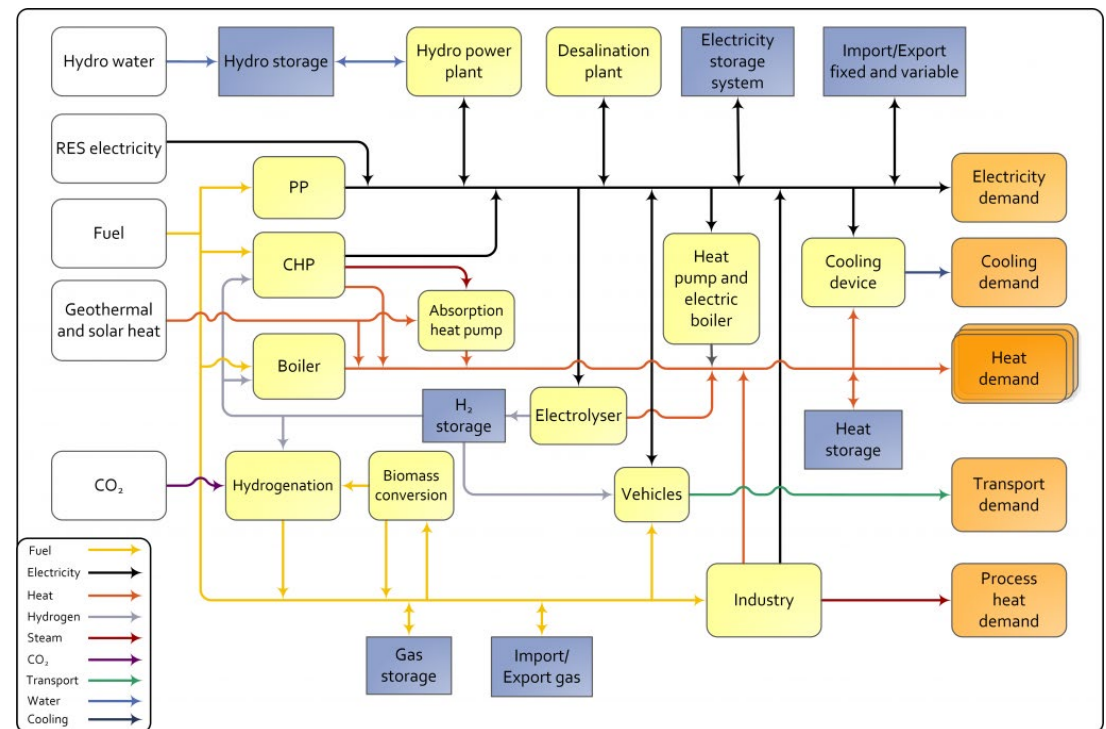 Hydro water
Hydro storage
Hydro power
plant
Desalination
plant
Electricity
storage
system
Import/Export
fixed and variable
RES electricity
PP
Electricity
demand
Fuel
CHP
Heat
pump and
electric
boiler
Cooling
device
Cooling
demand
Geothermal
and solar heat
Absorption
heat pump
Boiler
Heat
demand
H₂
storage
Electrolyser
Heat
storage
CO₂
Hydrogenation
Biomass
conversion
Vehicles
Transport
demand
Industry
Process
heat
demand
Gas
storage
Import/
Export gas
Fuel
Electricity
Heat
Hydrogen
Steam
CO₂
Transport
Water
Cooling